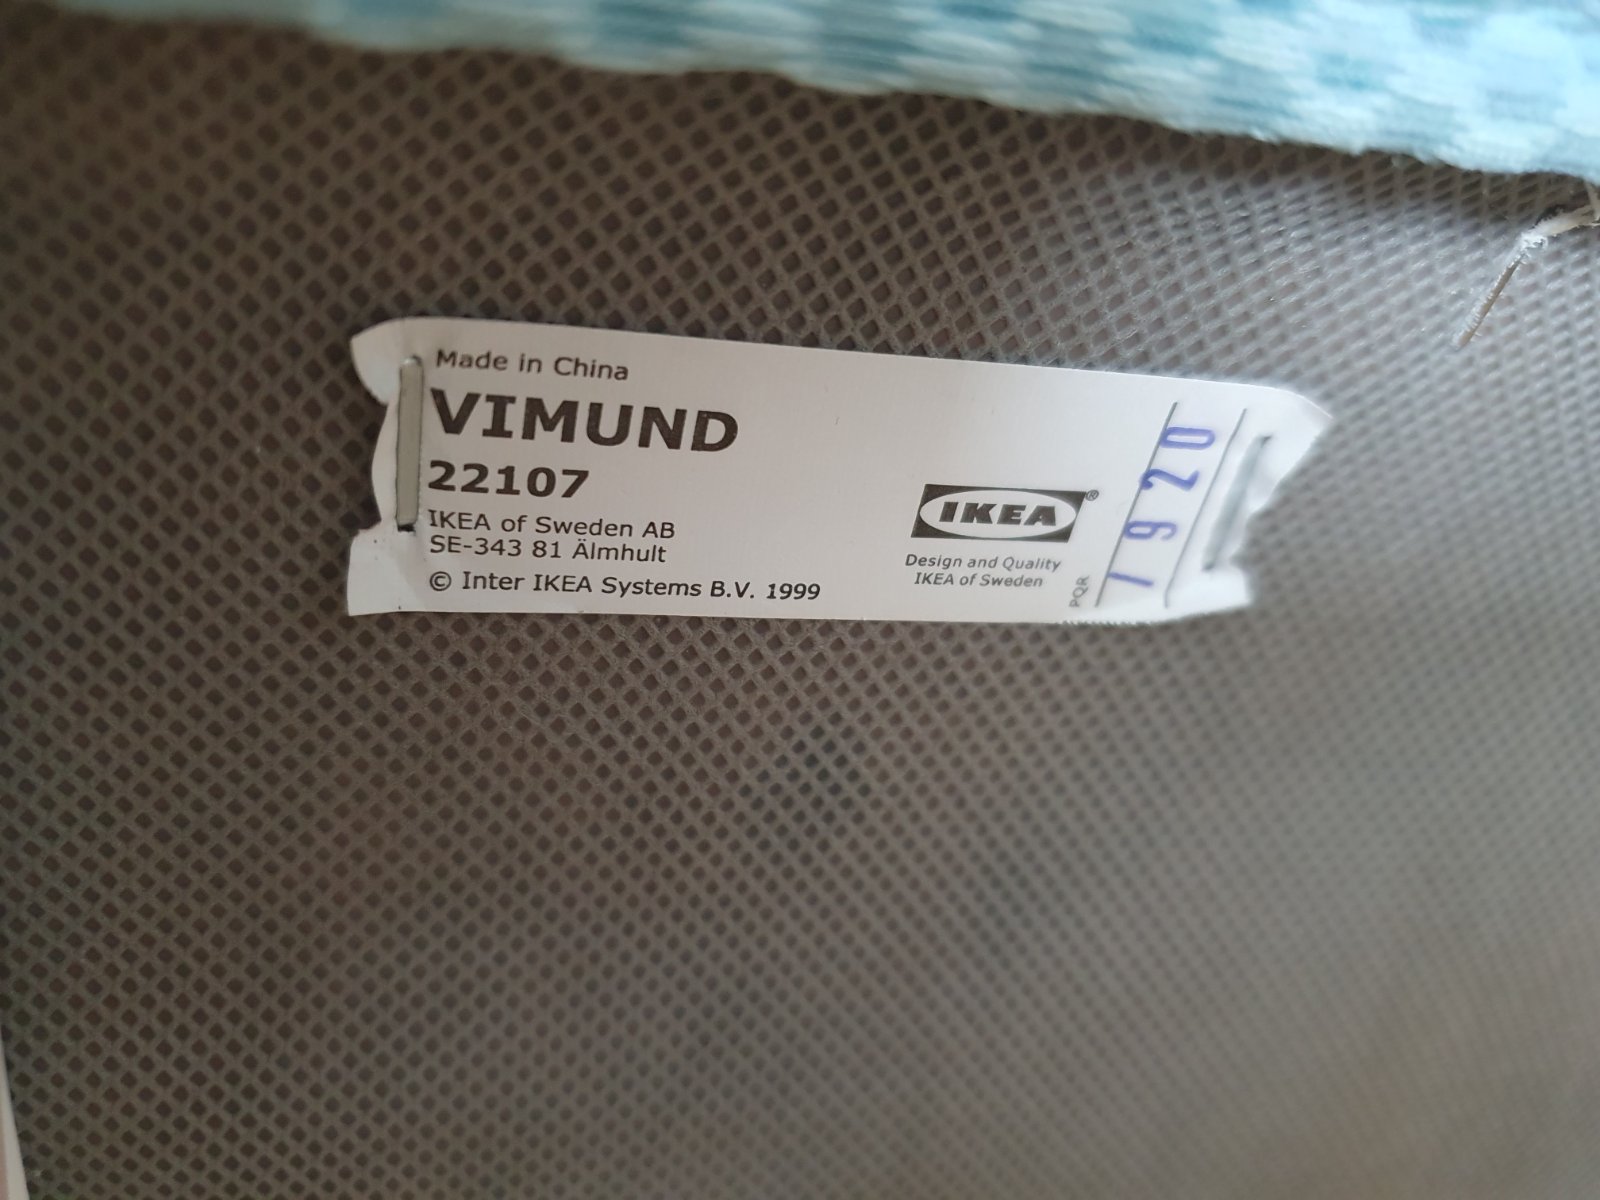 Made in China
VIMUND
22107
IKEA of Sweden AB
SE-343 81 Älmhult
© Inter IKEA Systems B.V. 1999
IKEA®
Design and Quality
IKEA of Sweden
PQR
1920